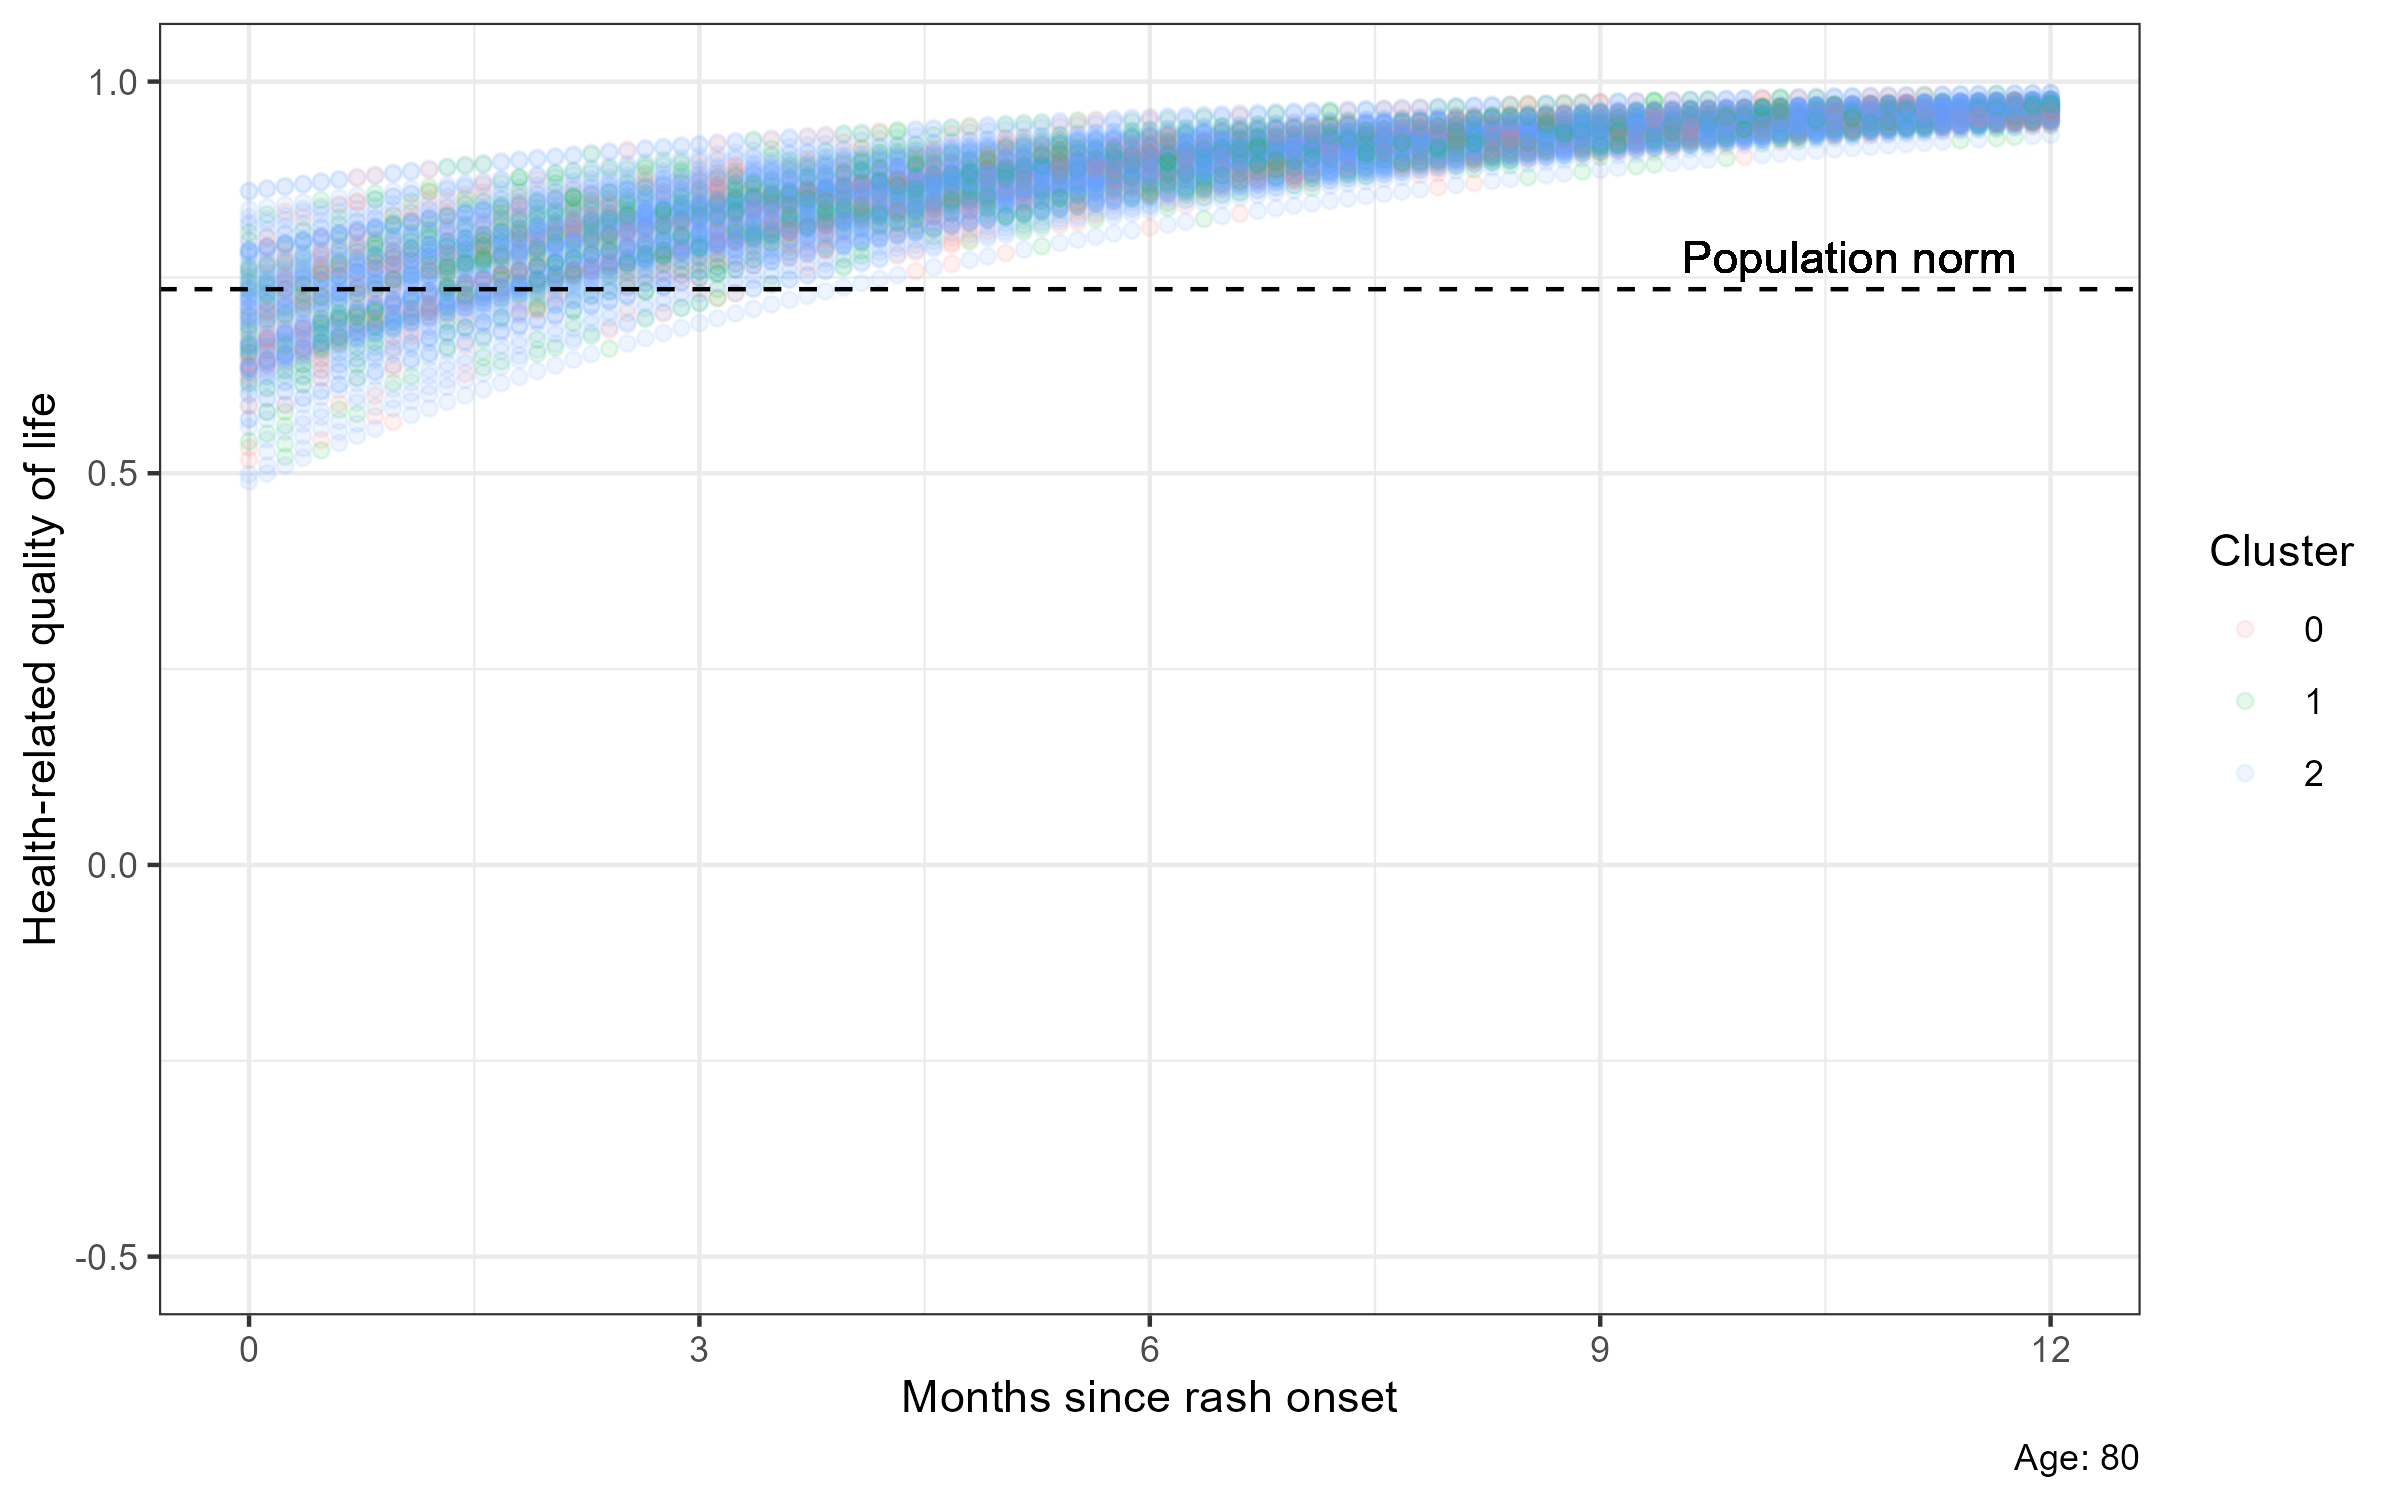 1.0
0.5
0.0
-0.5
Health-related quality of life
Population norm
0
3
6
9
12
Months since rash onset
Cluster
0
1
2
Age: 80